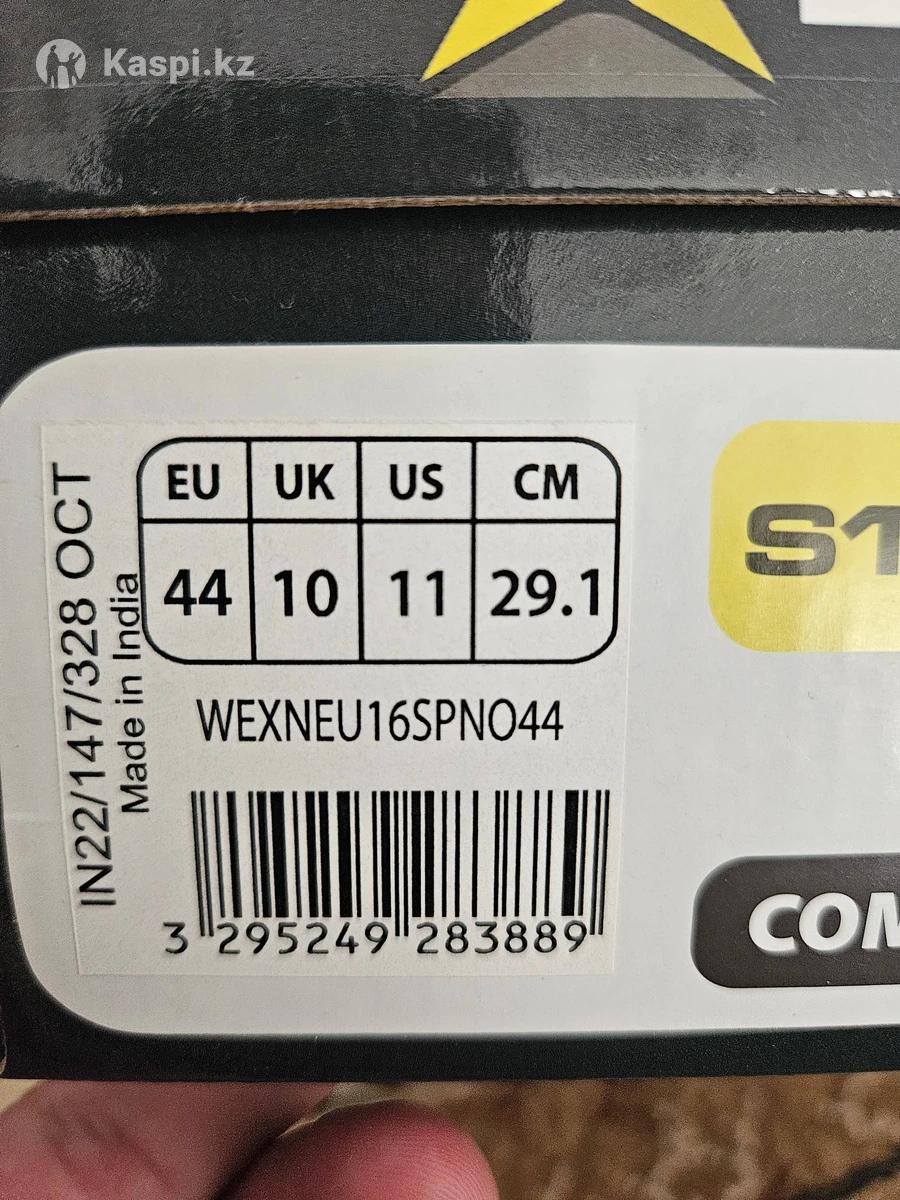 Kaspi.kz
EU UK US CM
44 10 11 29.1
IN22/147/328 OCT
Made in India
WEXNEU16SPNO44
3 295249 283889
S1
COM